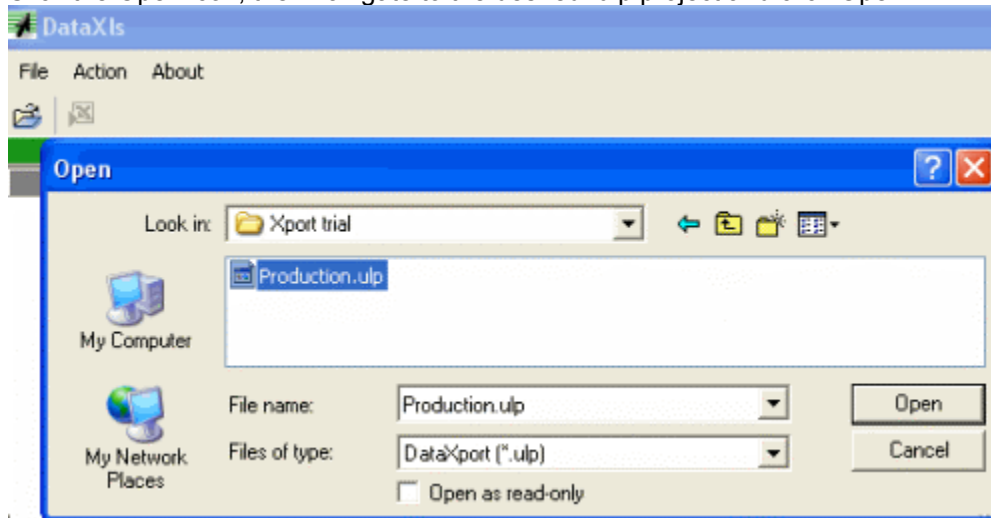 DataXls
File Action About
Open
Look in: Xport trial
Production.ulp
My Computer
File name: Production.ulp Open
My Network Places
Files of type: DataXport (*.ulp) Cancel
Open as read-only